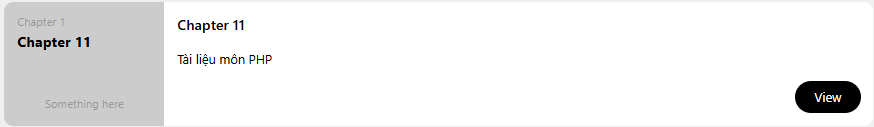 Chapter 1
Chapter 11
Something here
Chapter 11
Tài liệu môn PHP
View